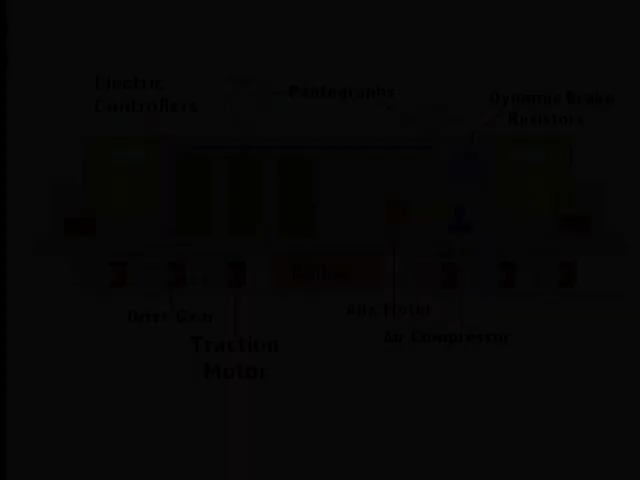 Electric
Controllers
Pantographs
Dynamic Brake
Resistors
Drive Gear
Traction
Motor
Aux Motor
Air Compressor